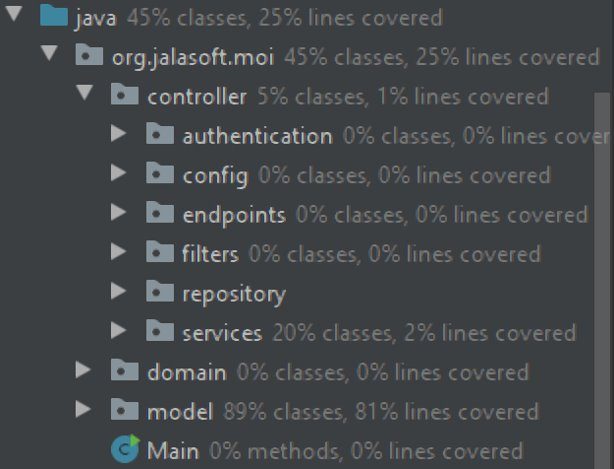 java 45% classes, 25% lines covered
org.jalasoft.moi 45% classes, 25% lines covered
controller 5% classes, 1% lines covered
authentication 0% classes, 0% lines cover
config 0% classes, 0% lines covered
endpoints 0% classes, 0% lines covered
filters 0% classes, 0% lines covered
repository
services 20% classes, 2% lines covered
domain 0% classes, 0% lines covered
model 89% classes, 81% lines covered
C Main 0% methods, 0% lines covered